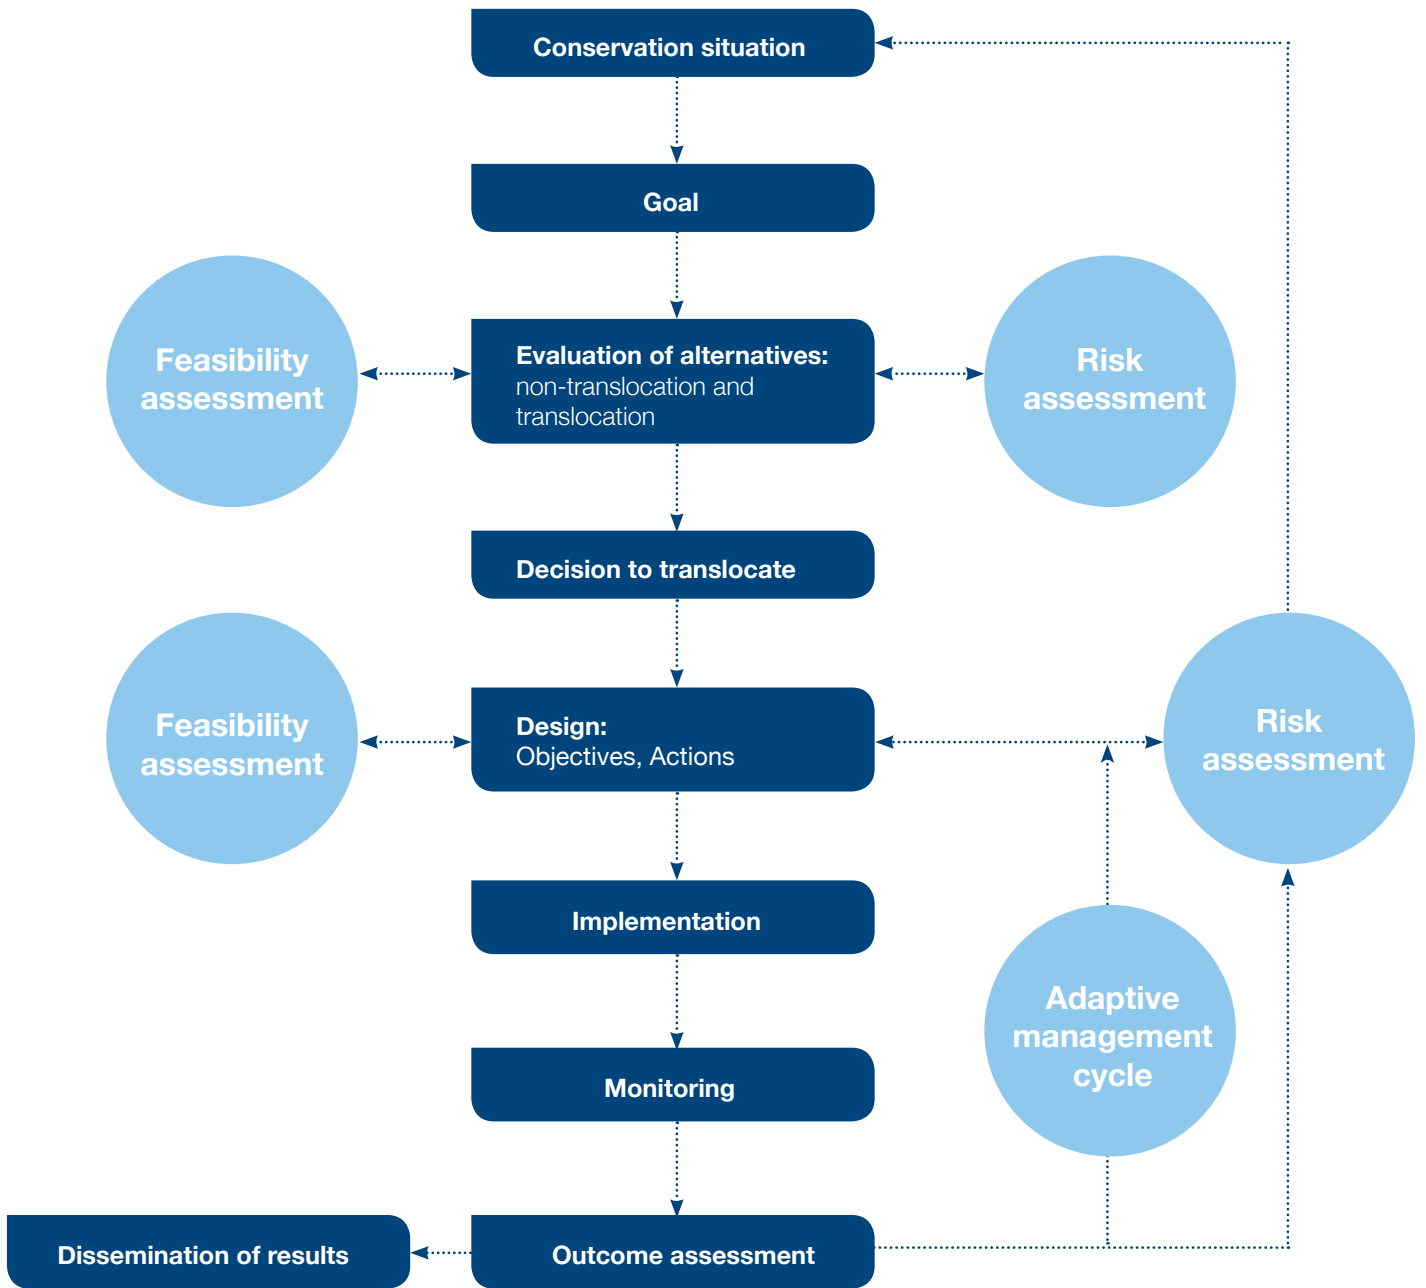 Conservation situation
Goal
Feasibility
assessment
Evaluation of alternatives:
non-translocation and
translocation
Risk
assessment
Decision to translocate
Feasibility
assessment
Design:
Objectives, Actions
Risk
assessment
Implementation
Adaptive
management
cycle
Monitoring
Dissemination of results
Outcome assessment